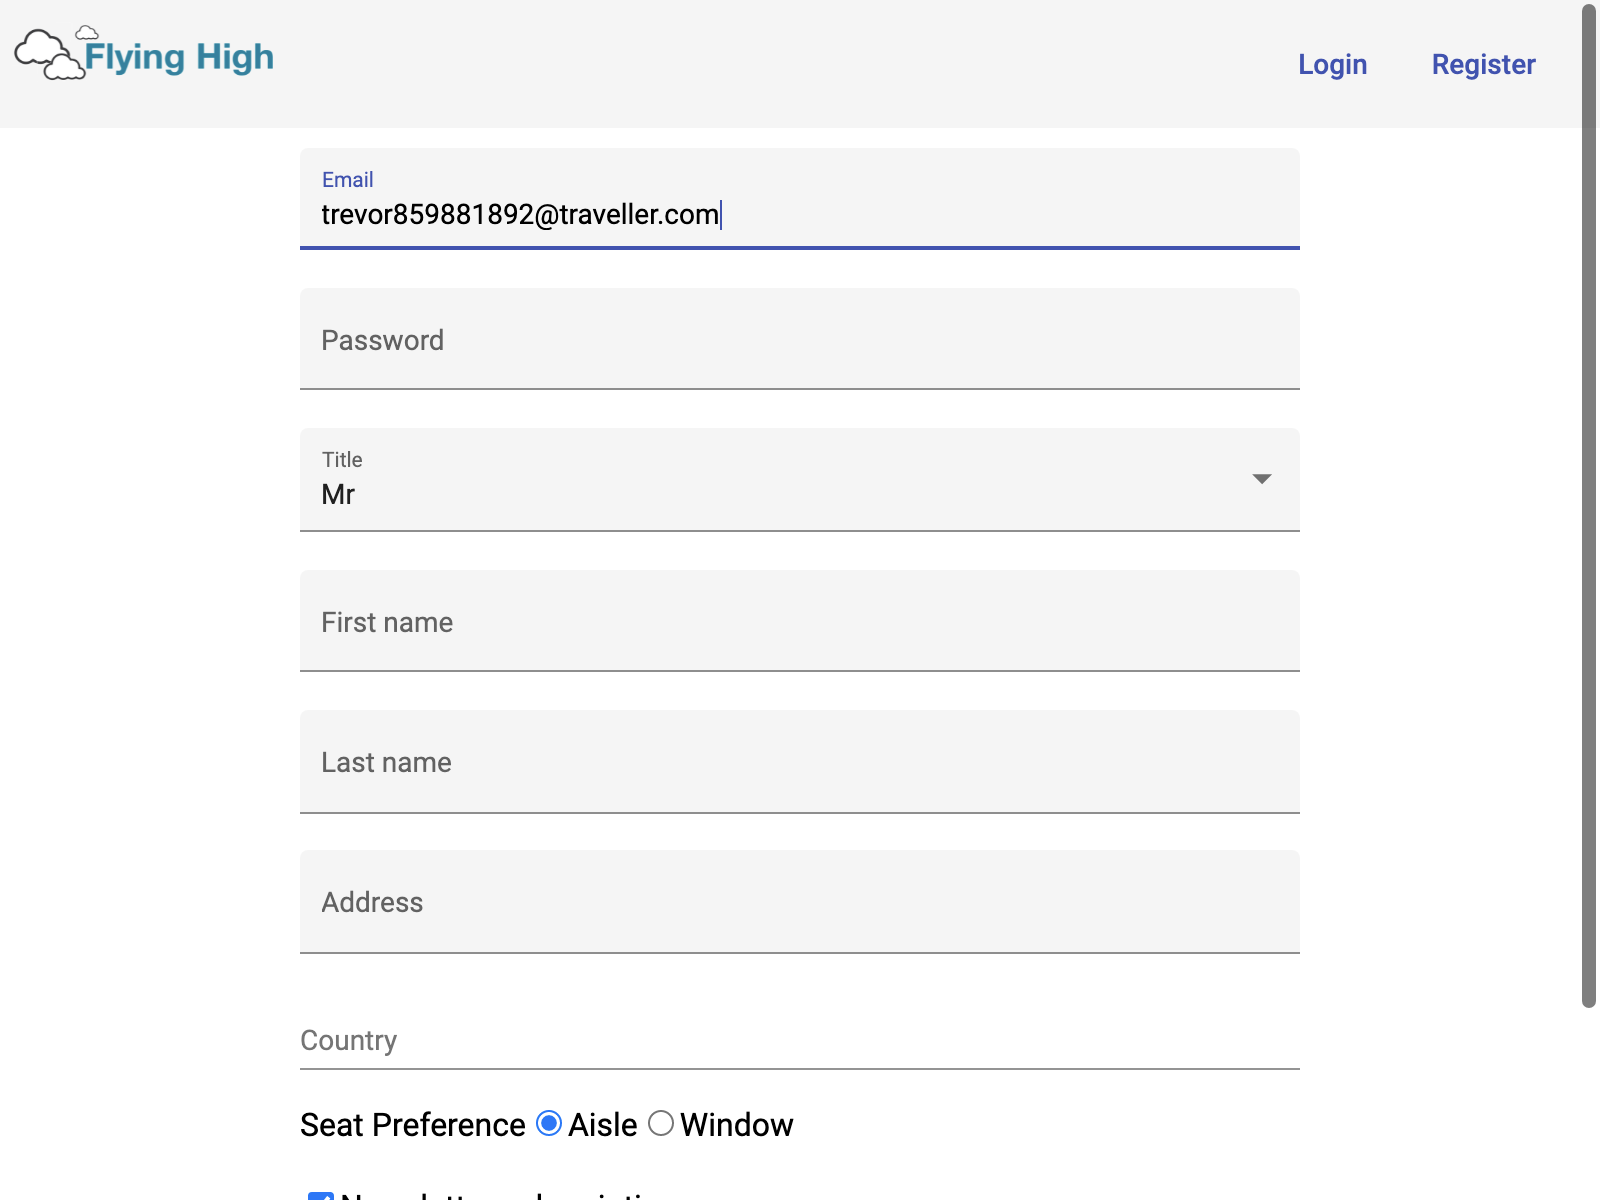 Flying High
Login
Register
Email
trevor859881892@traveller.com
Password
Title
Mr
First name
Last name
Address
Country
Seat Preference Aisle Window